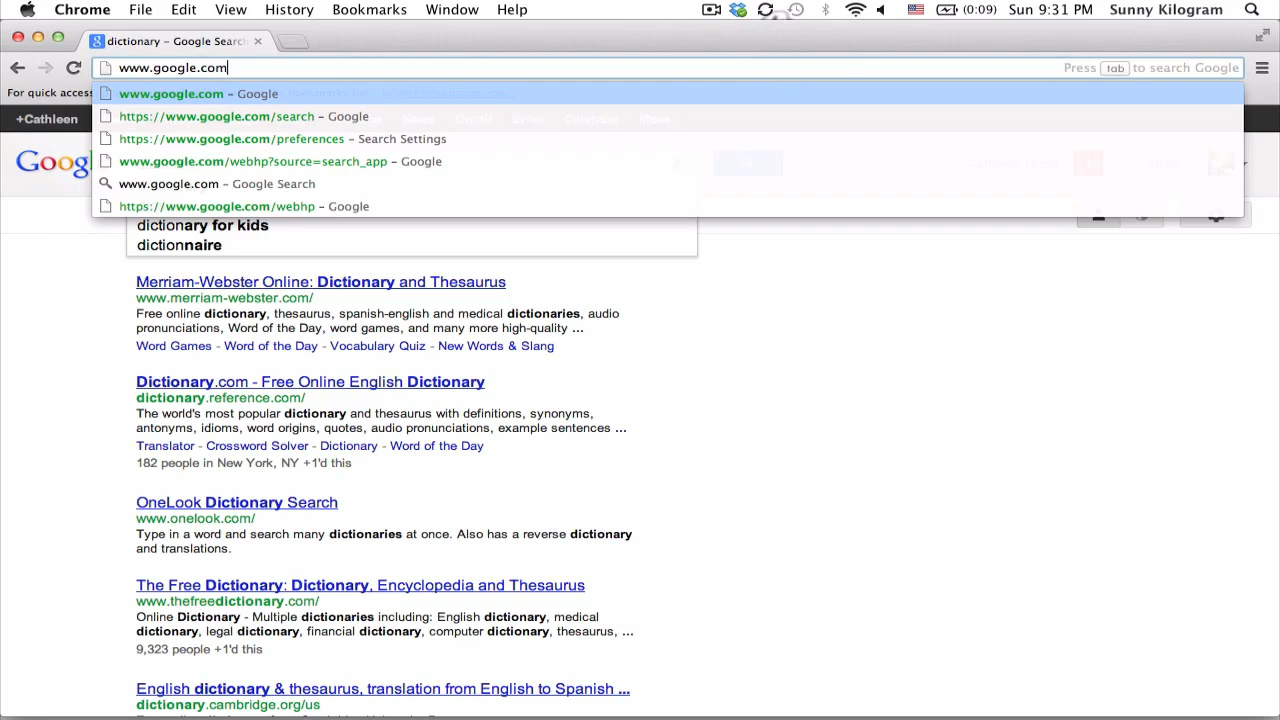 Chrome File Edit View History Bookmarks Window Help (0:09) Sun 9:31 PM Sunny Kilogram
dictionary – Google Search
www.google.com Press tab to search Google
For quick access
www.google.com – Google
https://www.google.com/search – Google
+Cathleen
https://www.google.com/preferences – Search Settings
www.google.com/webhp?source=search_app – Google
www.google.com – Google Search
https://www.google.com/webhp – Google
dictionary for kids
dictionnaire
Merriam-Webster Online: Dictionary and Thesaurus
www.merriam-webster.com/
Free online dictionary, thesaurus, spanish-english and medical dictionaries, audio
pronunciations, Word of the Day, word games, and many more high-quality ...
Word Games - Word of the Day - Vocabulary Quiz - New Words & Slang
Dictionary.com - Free Online English Dictionary
dictionary.reference.com/
The world's most popular dictionary and thesaurus with definitions, synonyms,
antonyms, idioms, word origins, quotes, audio pronunciations, example sentences ...
Translator - Crossword Solver - Dictionary - Word of the Day
182 people in New York, NY +1'd this
OneLook Dictionary Search
www.onelook.com/
Type in a word and search many dictionaries at once. Also has a reverse dictionary
and translations.
The Free Dictionary: Dictionary, Encyclopedia and Thesaurus
www.thefreedictionary.com/
Online Dictionary - Multiple dictionaries including: English dictionary, medical
dictionary, legal dictionary, financial dictionary, computer dictionary, thesaurus, ...
9,323 people +1'd this
English dictionary & thesaurus, translation from English to Spanish ...
dictionary.cambridge.org/us